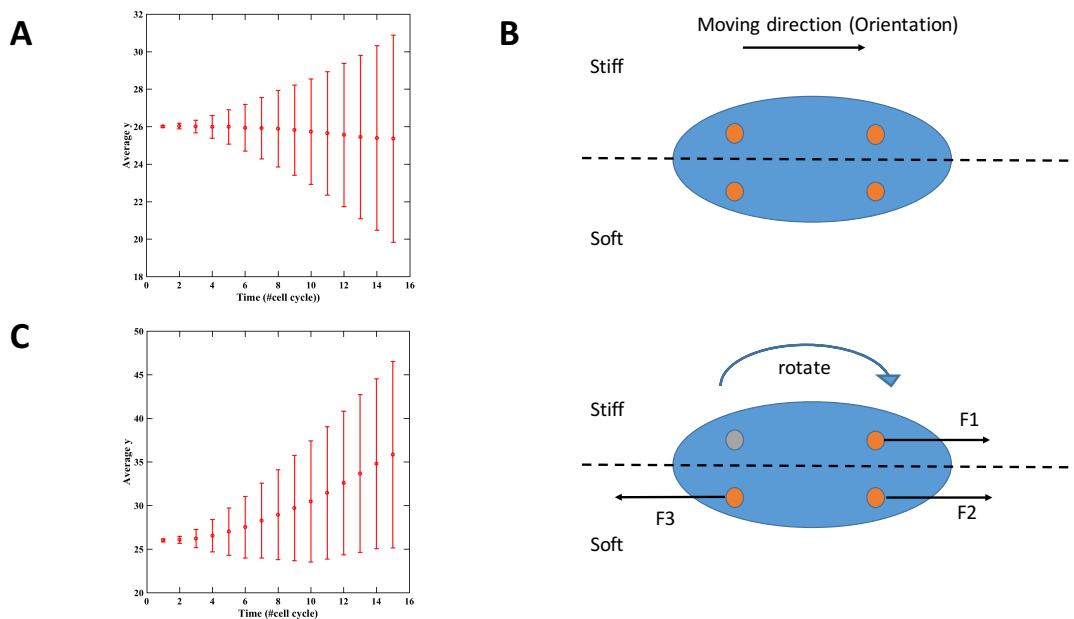 A
32
30
28
26
24
22
20
18
Average y
0 2 4 6 8 10 12 14 16
Time (#cell cycle))
B
Moving direction (Orientation)
Stiff
Soft
C
50
45
40
35
30
25
20
Average y
0 2 4 6 8 10 12 14 16
Time (#cell cycle)
rotate
Stiff
F1
F3
F2
Soft